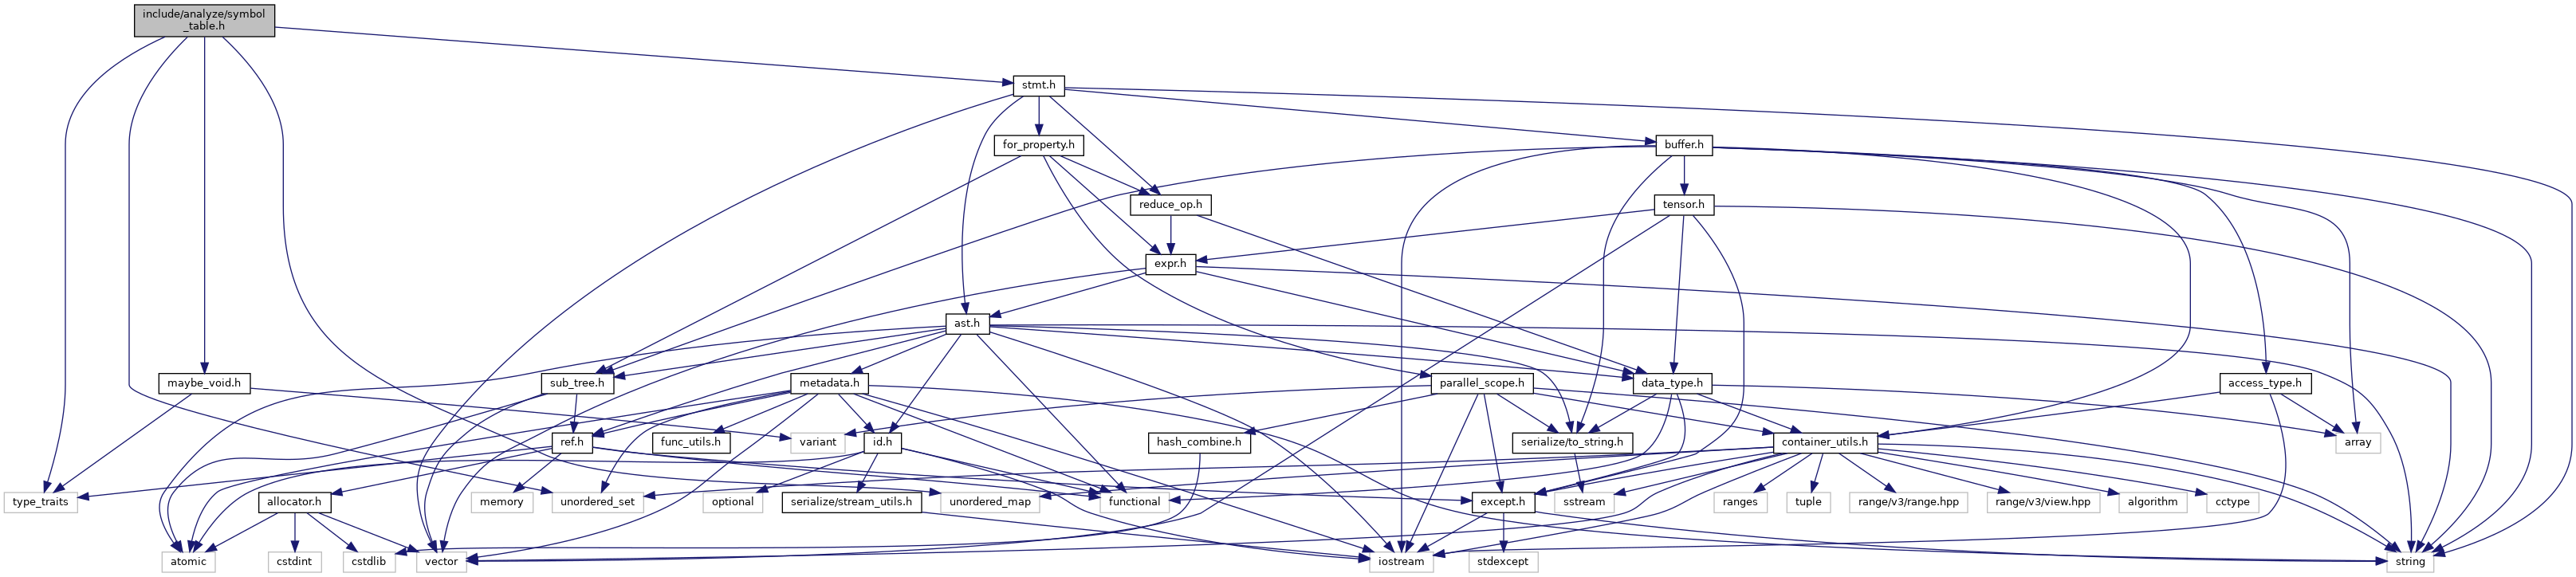 include/analyze/symbol
_table.h
stmt.h
for_property.h
buffer.h
reduce_op.h
tensor.h
expr.h
ast.h
maybe_void.h
sub_tree.h
metadata.h
parallel_scope.h
data_type.h
access_type.h
ref.h
func_utils.h
variant
id.h
hash_combine.h
serialize/to_string.h
container_utils.h
array
type_traits
allocator.h
memory
unordered_set
optional
serialize/stream_utils.h
unordered_map
functional
except.h
sstream
ranges
tuple
range/v3/range.hpp
range/v3/view.hpp
algorithm
cctype
atomic
cstdint
cstdlib
vector
iostream
stdexcept
string